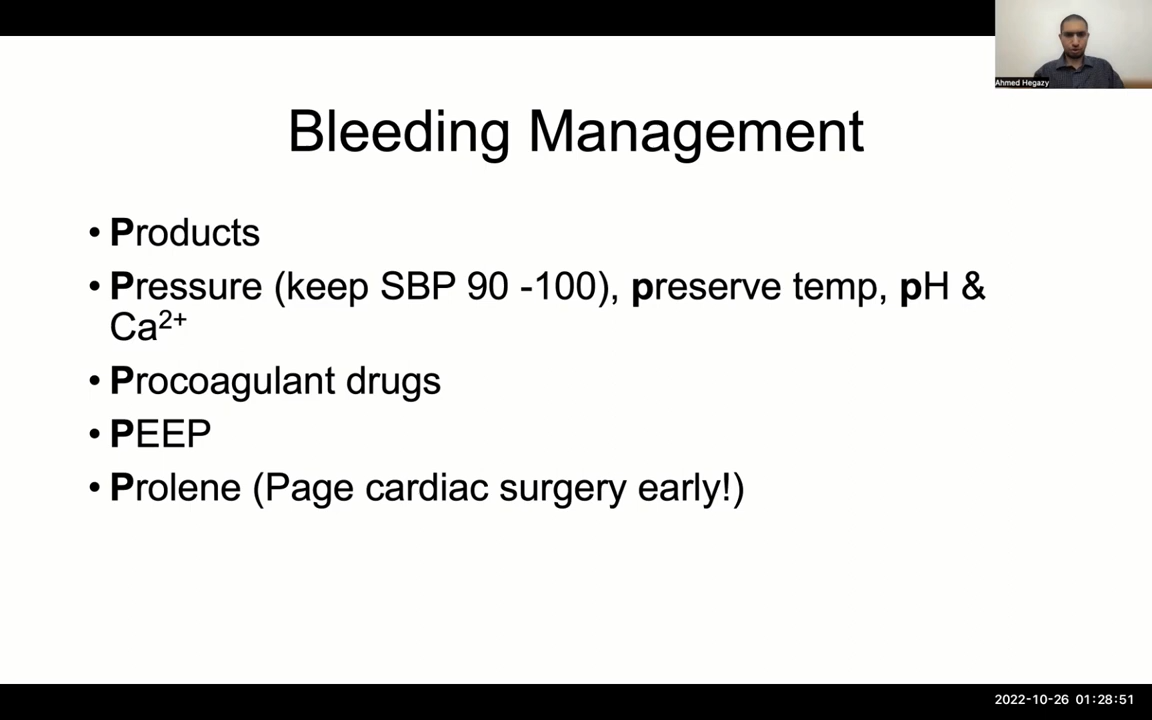 Ahmed Hegazy
Bleeding Management
• Products
• Pressure (keep SBP 90 -100), preserve temp, pH &
Ca²⁺
• Procoagulant drugs
• PEEP
• Prolene (Page cardiac surgery early!)
2022-10-26 01:28:51